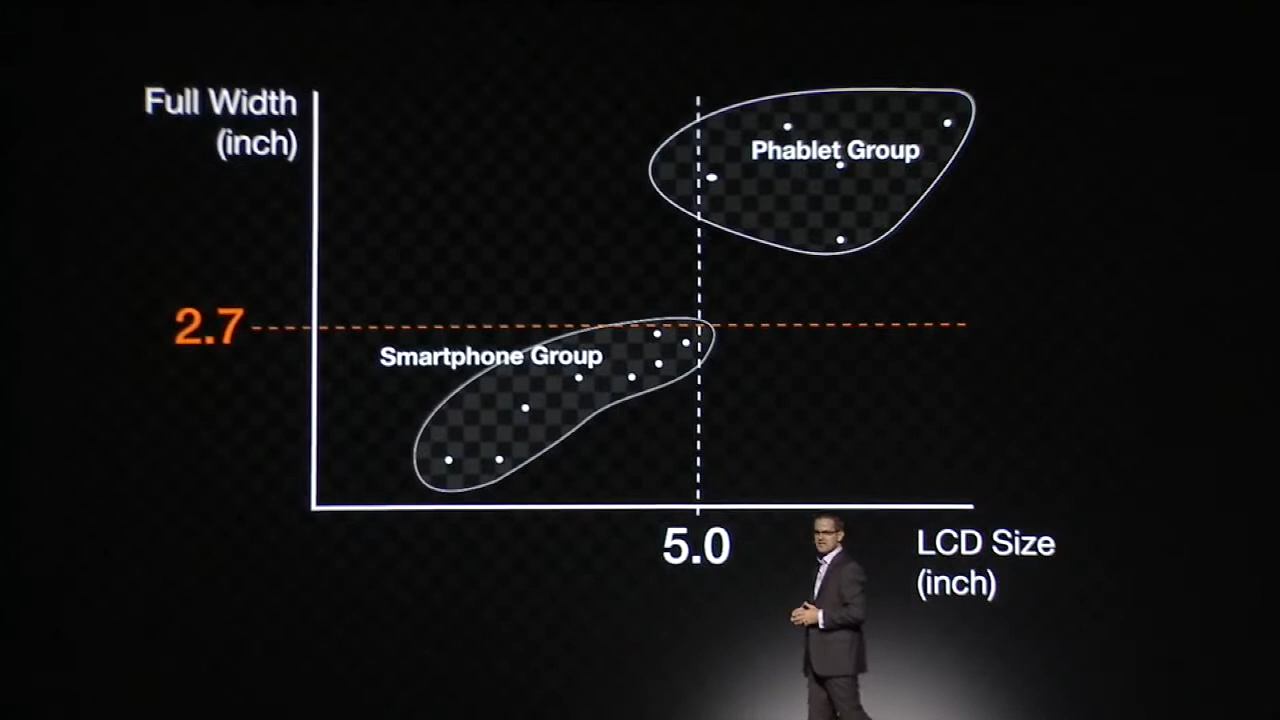 Full Width
(inch)
Phablet Group
2.7
Smartphone Group
5.0
LCD Size
(inch)